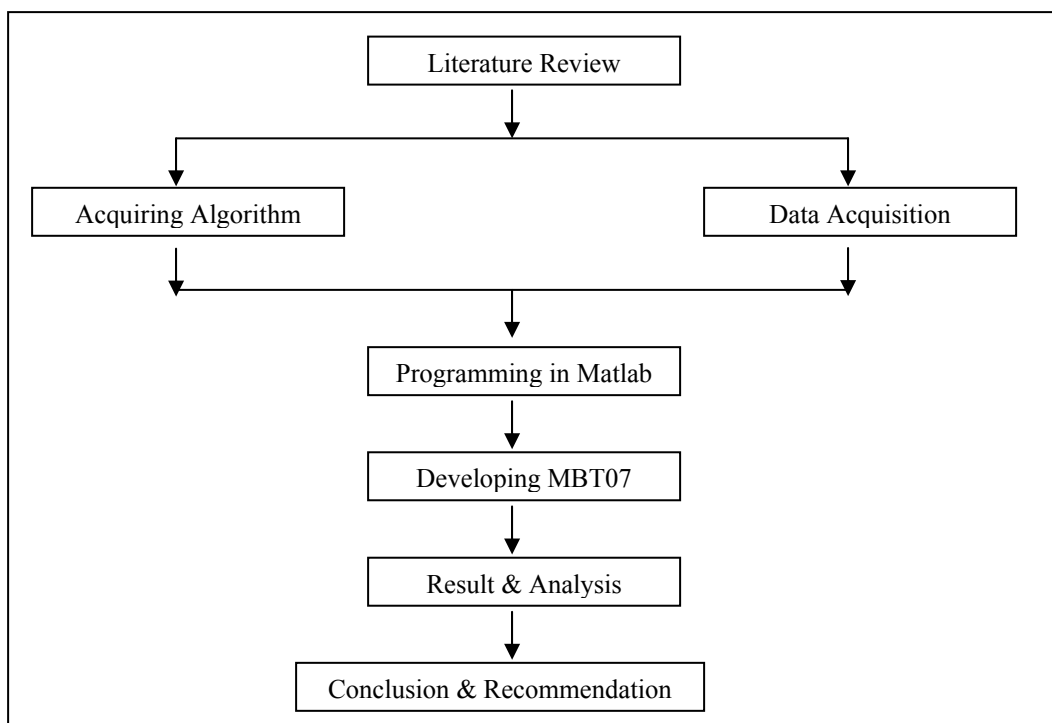 Literature Review
Acquiring Algorithm
Data Acquisition
Programming in Matlab
Developing MBT07
Result & Analysis
Conclusion & Recommendation